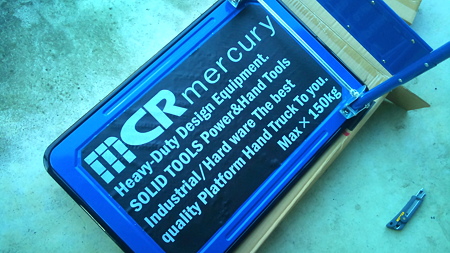 mCR mercury
Heavy-Duty Design Equipment.
SOLID TOOLS Power&Hand Tools
Industrial/Hard ware The best
quality Platform Hand Truck To you.
Max × 150kg